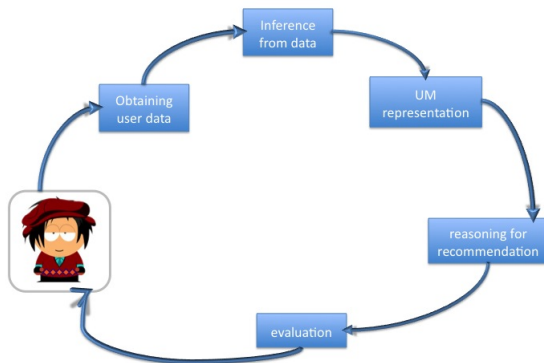 Inference
from data
Obtaining
user data
UM
representation
reasoning for
recommendation
evaluation